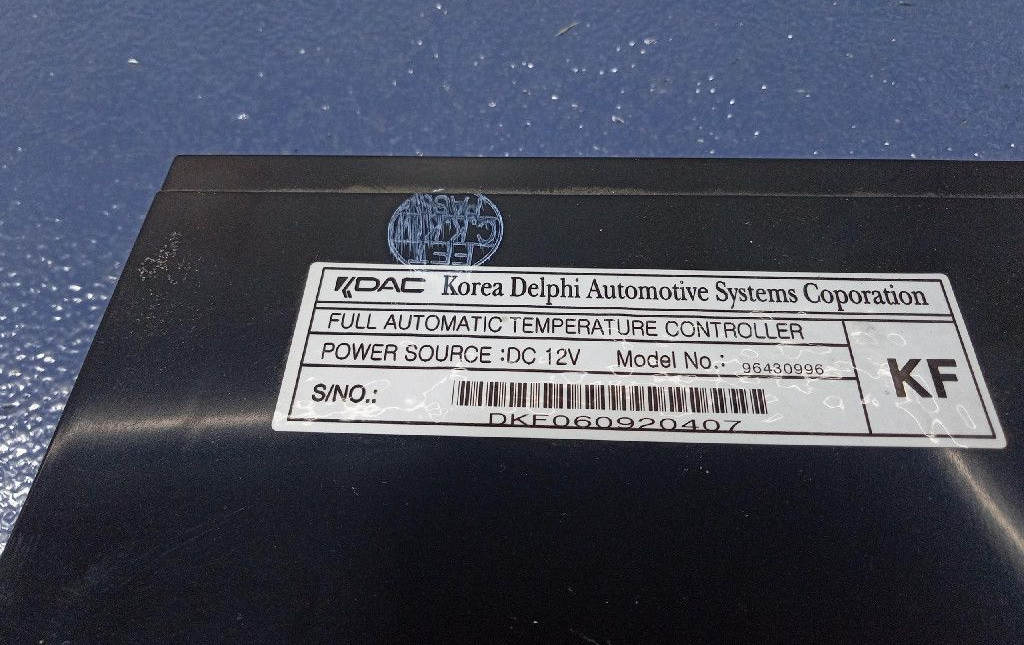 KDAC Korea Delphi Automotive Systems Coporation
FULL AUTOMATIC TEMPERATURE CONTROLLER
POWER SOURCE :DC 12V Model No.: 96430996
KF
S/NO.:
DKF060920407